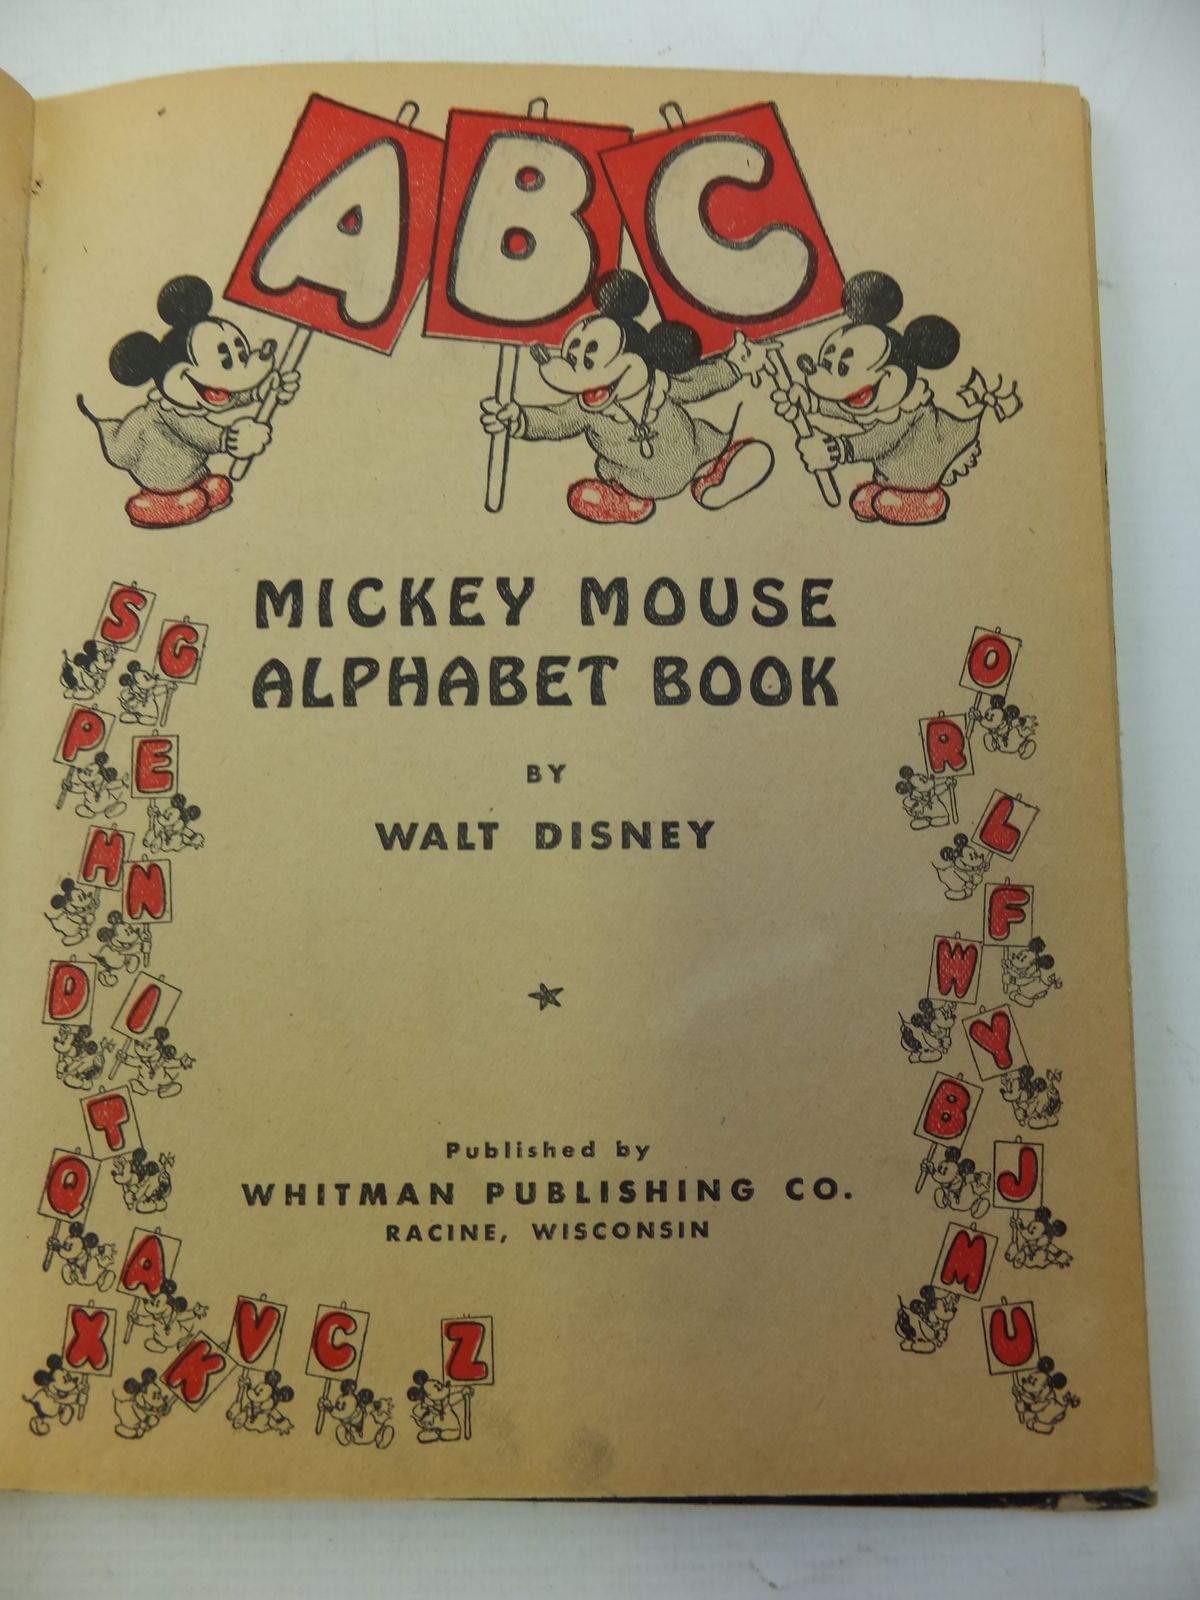 ABC
MICKEY MOUSE
ALPHABET BOOK
BY
WALT DISNEY
Published by
WHITMAN PUBLISHING CO.
RACINE, WISCONSIN
S
G
P
E
H
N
D
I
T
Q
A
X
K
V
C
Z
O
R
L
F
W
Y
B
J
M
U